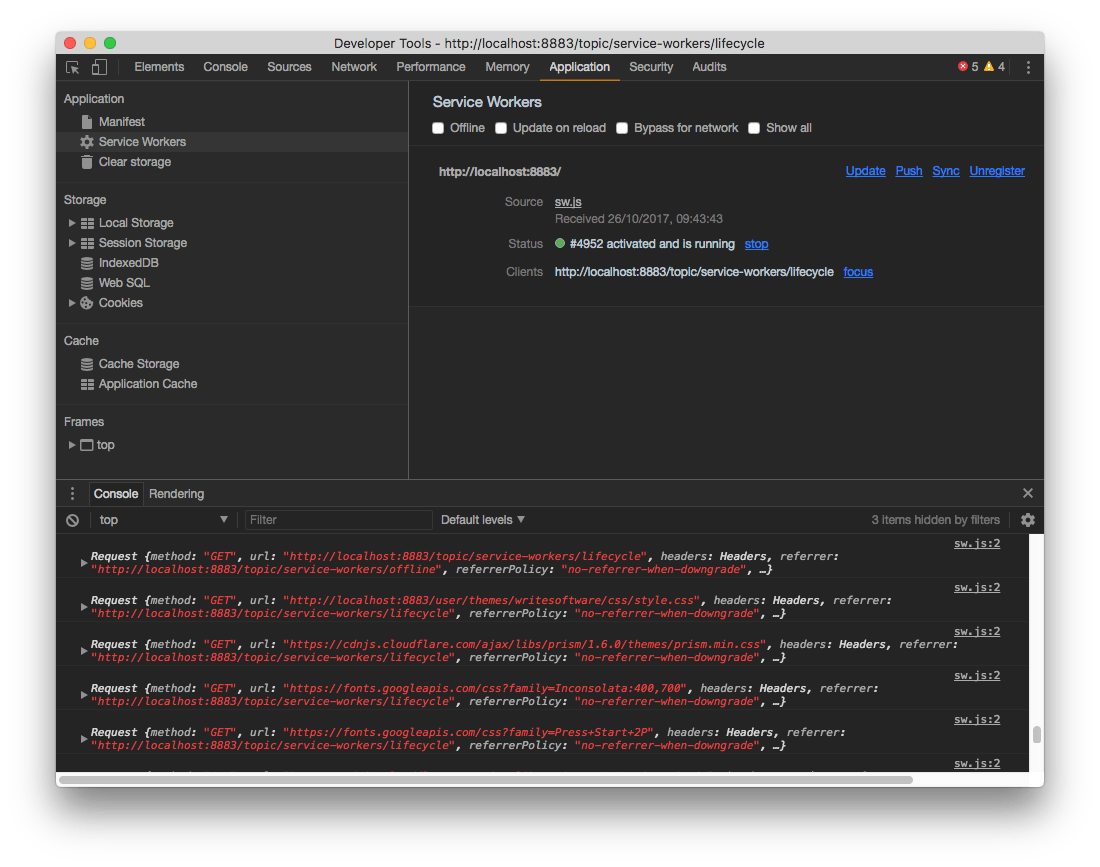 Developer Tools - http://localhost:8883/topic/service-workers/lifecycle
Elements Console Sources Network Performance Memory Application Security Audits 5 4
Application
Manifest
Service Workers
Clear storage
Storage
Local Storage
Session Storage
IndexedDB
Web SQL
Cookies
Cache
Cache Storage
Application Cache
Frames
top
Service Workers
Offline Update on reload Bypass for network Show all
http://localhost:8883/ Update Push Sync Unregister
Source sw.js
Received 26/10/2017, 09:43:43
Status #4952 activated and is running stop
Clients http://localhost:8883/topic/service-workers/lifecycle focus
Console Rendering
top Filter Default levels 3 items hidden by filters
sw.js:2
Request {method: "GET", url: "http://localhost:8883/topic/service-workers/lifecycle", headers: Headers, referrer:
"http://localhost:8883/topic/service-workers/offline", referrerPolicy: "no-referrer-when-downgrade", …}
sw.js:2
Request {method: "GET", url: "http://localhost:8883/user/themes/writesoftware/css/style.css", headers: Headers, referrer:
"http://localhost:8883/topic/service-workers/lifecycle", referrerPolicy: "no-referrer-when-downgrade", …}
sw.js:2
Request {method: "GET", url: "https://cdnjs.cloudflare.com/ajax/libs/prism/1.6.0/themes/prism.min.css", headers: Headers, referrer:
"http://localhost:8883/topic/service-workers/lifecycle", referrerPolicy: "no-referrer-when-downgrade", …}
sw.js:2
Request {method: "GET", url: "https://fonts.googleapis.com/css?family=Inconsolata:400,700", headers: Headers, referrer:
"http://localhost:8883/topic/service-workers/lifecycle", referrerPolicy: "no-referrer-when-downgrade", …}
sw.js:2
Request {method: "GET", url: "https://fonts.googleapis.com/css?family=Press+Start+2P", headers: Headers, referrer:
"http://localhost:8883/topic/service-workers/lifecycle", referrerPolicy: "no-referrer-when-downgrade", …}
sw.js:2